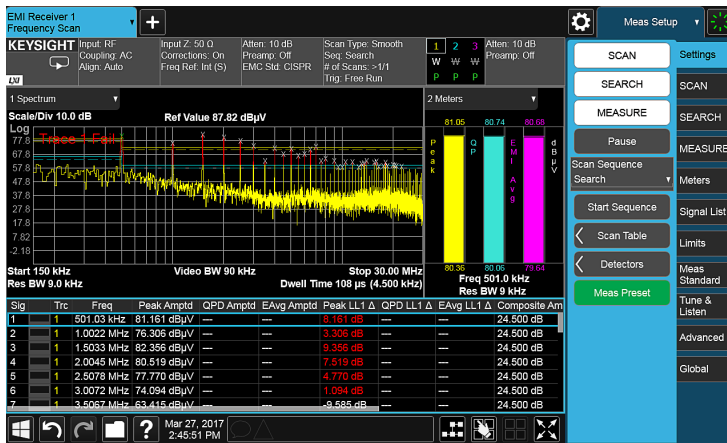 EMI Receiver 1
Frequency Scan
Meas Setup
KEYSIGHT
LXI
Input: RF
Coupling: AC
Align: Auto
Input Z: 50 Ω
Corrections: On
Freq Ref: Int (S)
Atten: 10 dB
Preamp: Off
EMC Std: CISPR
Scan Type: Smooth
Seq: Search
# of Scans: >1/1
Trig: Free Run
1 2 3
W W W
P P P
Atten: 10 dB
Preamp: Off
1 Spectrum
Scale/Div 10.0 dB
Ref Value 87.82 dBµV
Log
Trace 1 Fail
77.8
67.8
57.8
47.8
37.8
27.8
17.8
7.82
-2.18
Start 150 kHz
Video BW 90 kHz
Stop 30.00 MHz
Res BW 9.0 kHz
Dwell Time 108 µs (4.500 kHz)
2 Meters
81.05 80.74 80.68
Peak
QP
EMI Avg
dBµV
80.36 80.06 79.64
Freq 501.0 kHz
Res BW 9 kHz
Sig Trc Freq Peak Amptd QPD Amptd EAvg Amptd Peak LL1 Δ QPD LL1 Δ EAvg LL1 Δ Composite Am
1 1 501.03 kHz 81.161 dBµV --- --- 8.161 dB --- --- 24.500 dB
2 1 1.0022 MHz 76.306 dBµV --- --- 3.306 dB --- --- 24.500 dB
3 1 1.5033 MHz 82.356 dBµV --- --- 9.356 dB --- --- 24.500 dB
4 1 2.0045 MHz 80.519 dBµV --- --- 7.519 dB --- --- 24.500 dB
5 1 2.5078 MHz 77.770 dBµV --- --- 4.770 dB --- --- 24.500 dB
6 1 3.0072 MHz 74.094 dBµV --- --- 1.094 dB --- --- 24.500 dB
7 1 3.5067 MHz 63.415 dBµV --- --- -9.585 dB --- --- 24.500 dB
?
Mar 27, 2017
2:45:51 PM
SCAN
SEARCH
MEASURE
Pause
Scan Sequence
Search
Start Sequence
Scan Table
Detectors
Meas Preset
Settings
SCAN
SEARCH
MEASURE
Meters
Signal List
Limits
Meas
Standard
Tune &
Listen
Advanced
Global